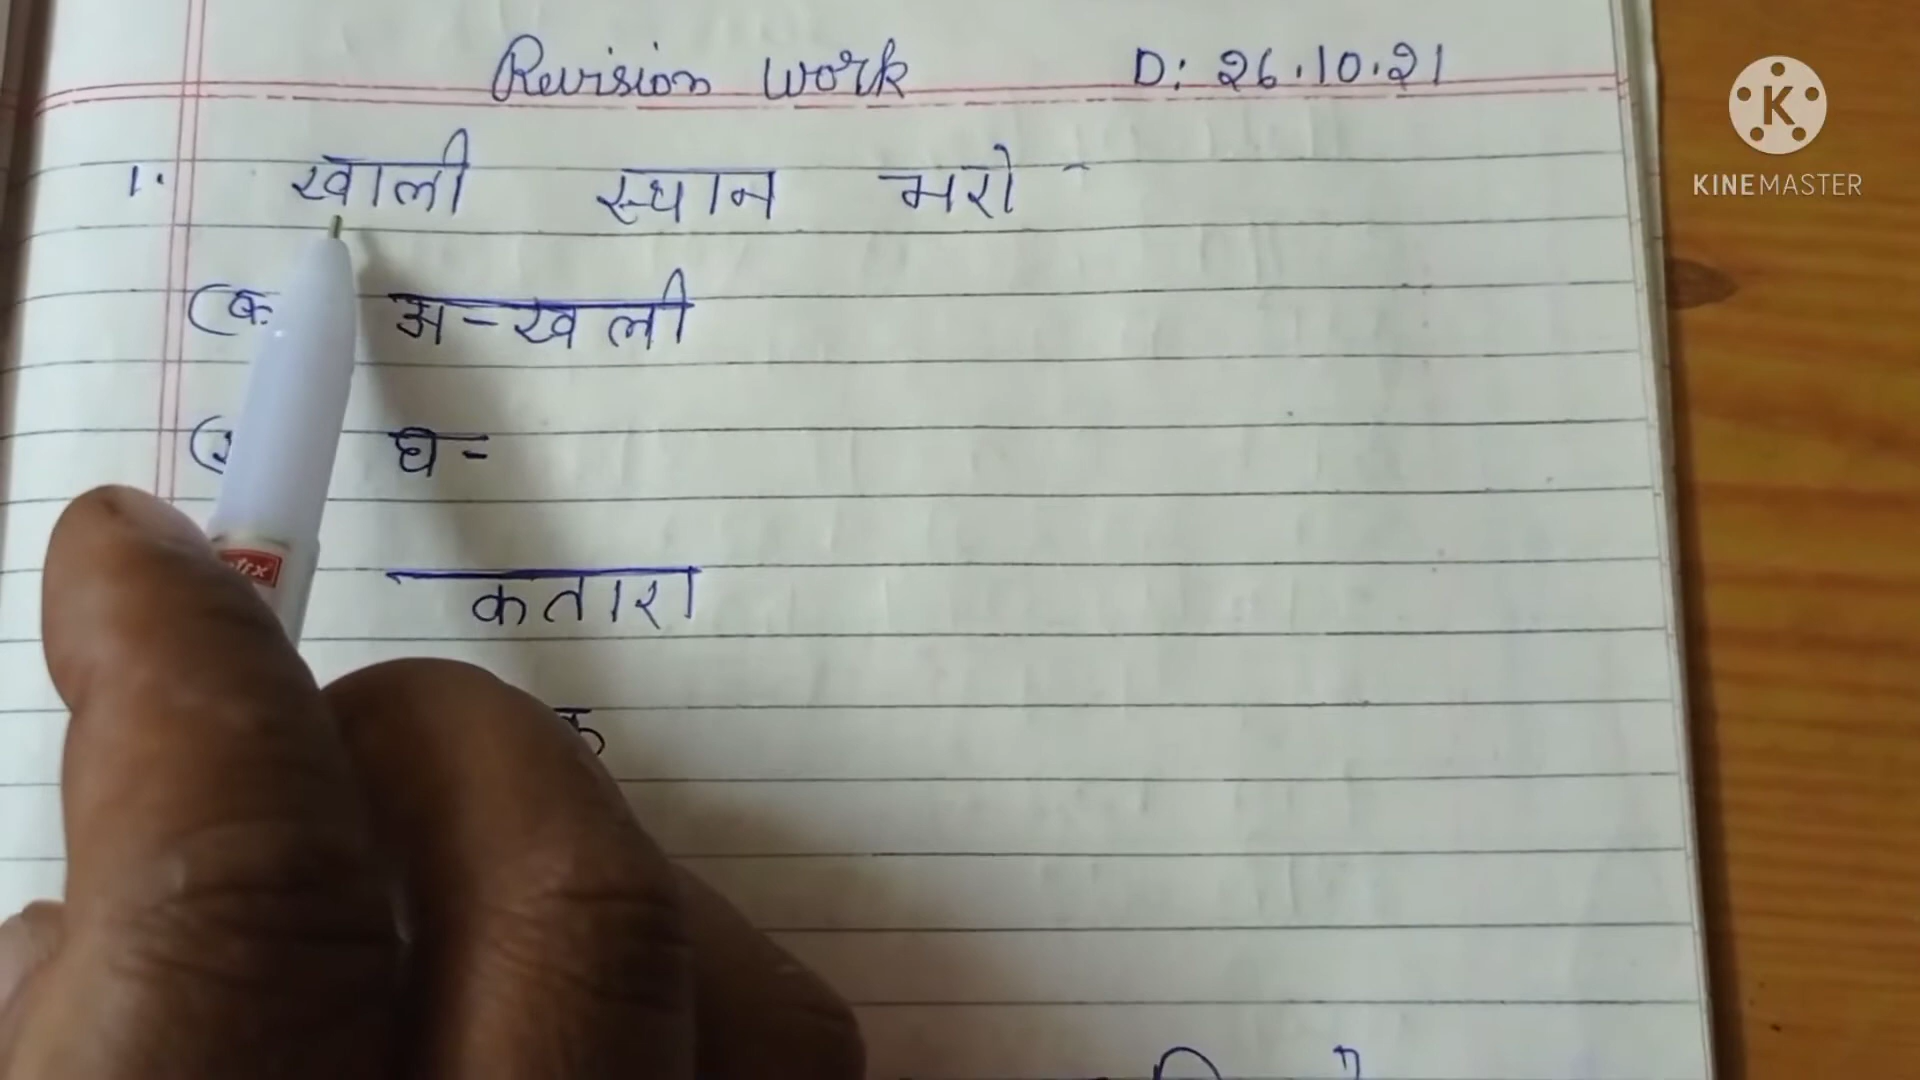 Revision Work D: 26.10.21
1. खाली स्थान भरो -
(क अ-खली
घ-
कतारा
KINEMASTER